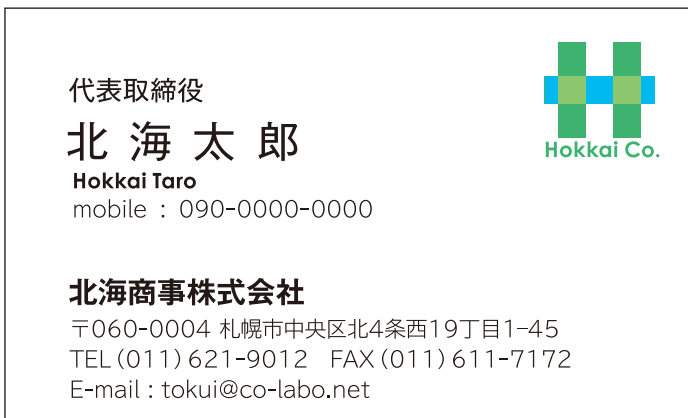 代表取締役
北海太郎
Hokkai Taro
mobile : 090-0000-0000
Hokkai Co.
北海商事株式会社
〒060-0004 札幌市中央区北4条西19丁目1-45
TEL(011)621-9012 FAX(011)611-7172
E-mail : tokui@co-labo.net